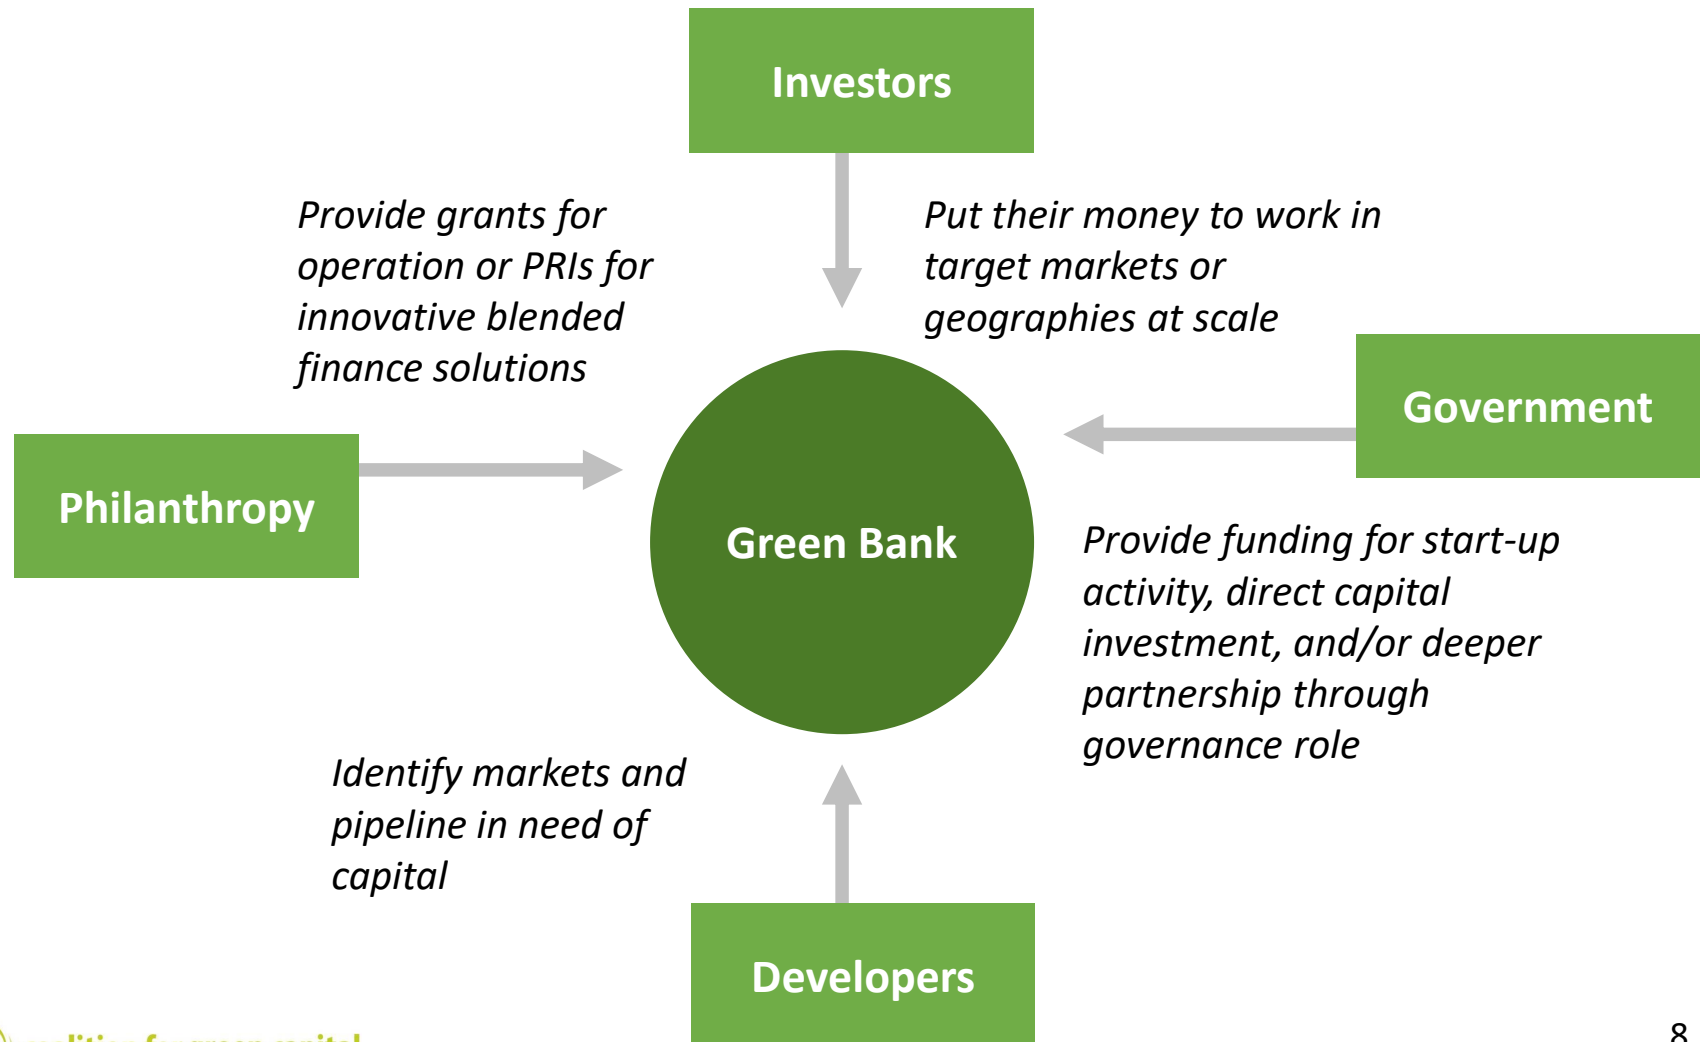 Investors
Provide grants for
operation or PRIs for
innovative blended
finance solutions
Put their money to work in
target markets or
geographies at scale
Government
Philanthropy
Green Bank
Provide funding for start-up
activity, direct capital
investment, and/or deeper
partnership through
governance role
Identify markets and
pipeline in need of
capital
Developers
8